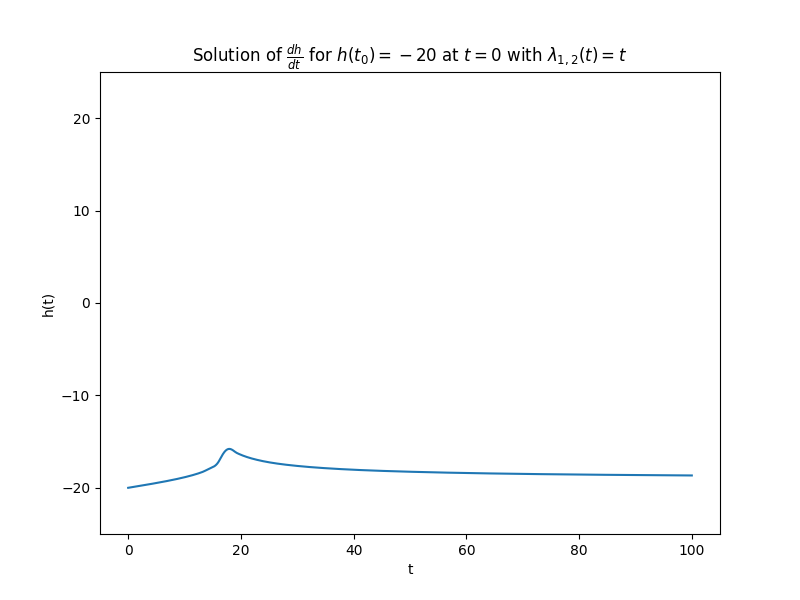 Solution of dh/dt for h(t₀) = −20 at t = 0 with λ₁,₂(t) = t
h(t)
20
10
0
−10
−20
0 20 40 60 80 100
t